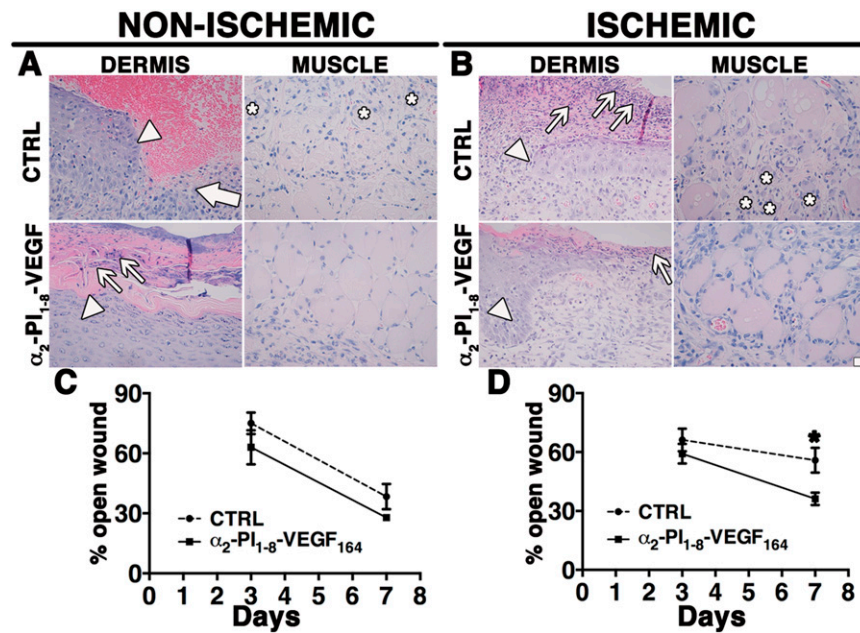 NON-ISCHEMIC ISCHEMIC
A DERMIS MUSCLE B DERMIS MUSCLE
CTRL CTRL
α₂-PI₁₋₈-VEGF α₂-PI₁₋₈-VEGF
C D
90 90
60 60
30 30
0 0
% open wound % open wound
* 
CTRL CTRL
α₂-PI₁₋₈-VEGF₁₆₄ α₂-PI₁₋₈-VEGF₁₆₄
0 1 2 3 4 5 6 7 8 0 1 2 3 4 5 6 7 8
Days Days